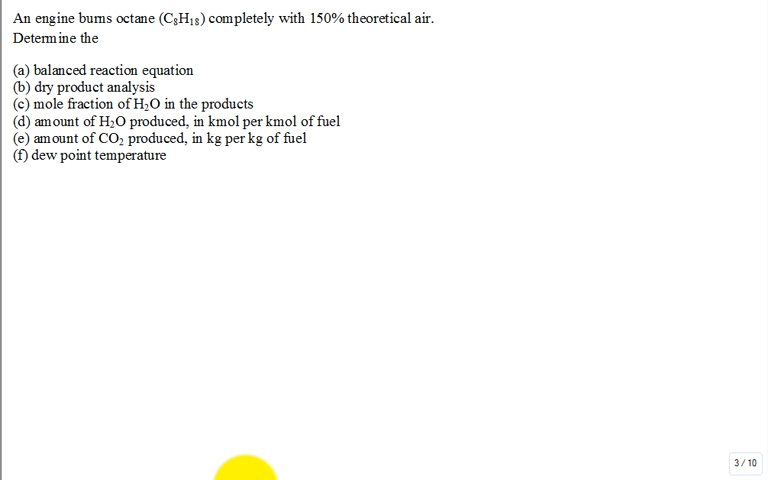 An engine burns octane (C₈H₁₈) completely with 150% theoretical air.
Determine the
(a) balanced reaction equation
(b) dry product analysis
(c) mole fraction of H₂O in the products
(d) amount of H₂O produced, in kmol per kmol of fuel
(e) amount of CO₂ produced, in kg per kg of fuel
(f) dew point temperature
3 / 10